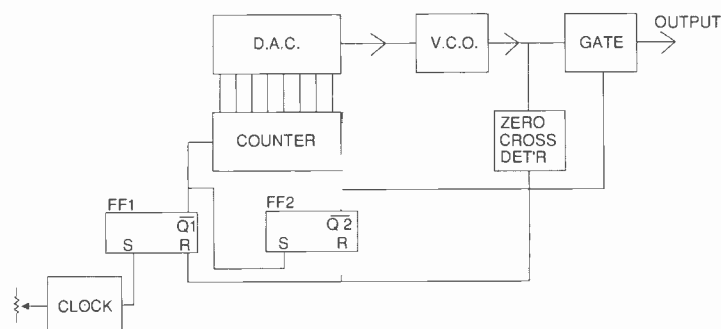 OUTPUT
D.A.C.
V.C.O.
GATE
COUNTER
ZERO
CROSS
DET'R
FF1
Q1
S R
FF2
Q2
S R
CLOCK